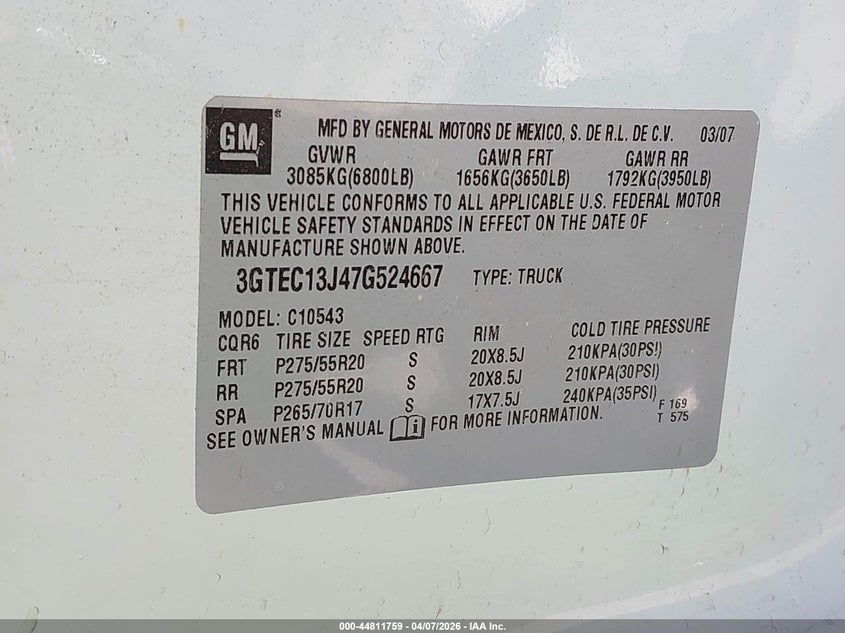 GM
MFD BY GENERAL MOTORS DE MEXICO, S. DE R.L. DE C.V. 03/07
GVWR GAWR FRT GAWR RR
3085KG(6800LB) 1656KG(3650LB) 1792KG(3950LB)
THIS VEHICLE CONFORMS TO ALL APPLICABLE U.S. FEDERAL MOTOR
VEHICLE SAFETY STANDARDS IN EFFECT ON THE DATE OF
MANUFACTURE SHOWN ABOVE.
3GTEC13J47G524667 TYPE: TRUCK
MODEL: C10543
CQR6 TIRE SIZE SPEED RTG RIM COLD TIRE PRESSURE
FRT P275/55R20 S 20X8.5J 210KPA(30PSI)
RR P275/55R20 S 20X8.5J 210KPA(30PSI)
SPA P265/70R17 S 17X7.5J 240KPA(35PSI)
SEE OWNER'S MANUAL FOR MORE INFORMATION.
F 169
T 575
000-44811759 - 04/07/2026 - IAA Inc.